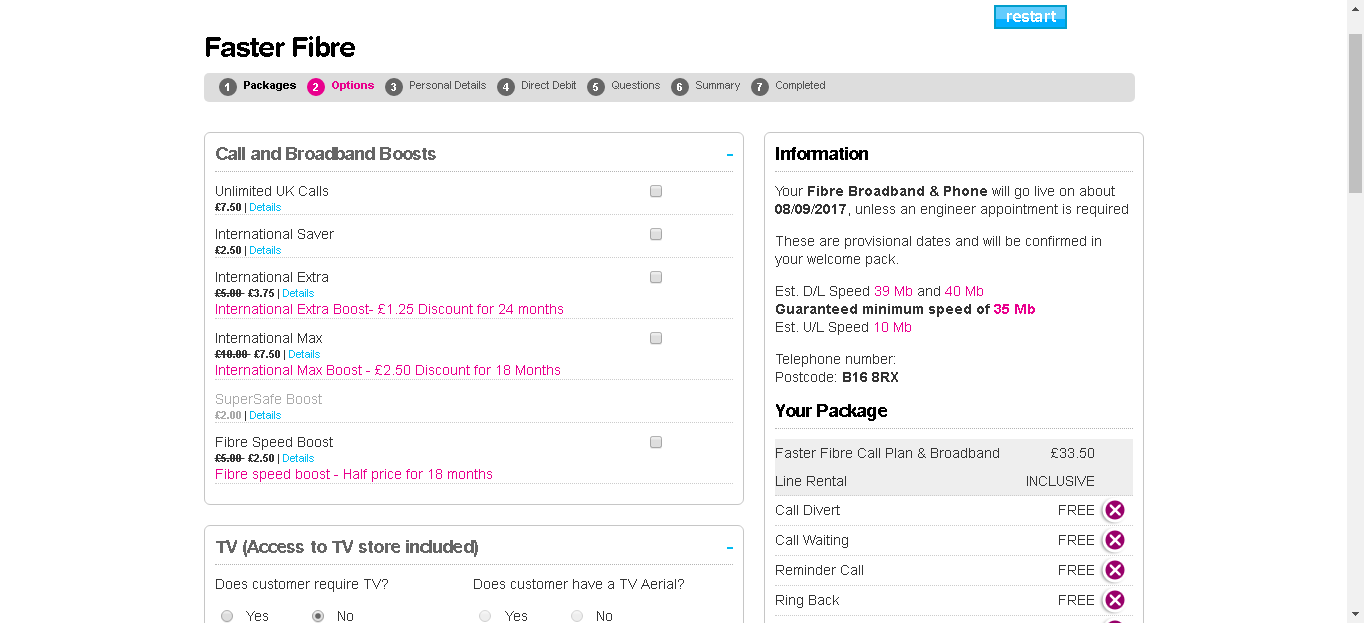 restart
Faster Fibre
1 Packages 2 Options 3 Personal Details 4 Direct Debit 5 Questions 6 Summary 7 Completed
Call and Broadband Boosts -
Unlimited UK Calls
£7.50 | Details
International Saver
£2.50 | Details
International Extra
£5.00 £3.75 | Details
International Extra Boost- £1.25 Discount for 24 months
International Max
£10.00 £7.50 | Details
International Max Boost - £2.50 Discount for 18 Months
SuperSafe Boost
£2.00 | Details
Fibre Speed Boost
£5.00 £2.50 | Details
Fibre speed boost - Half price for 18 months
TV (Access to TV store included) -
Does customer require TV? Does customer have a TV Aerial?
Yes No Yes No
Information
Your Fibre Broadband & Phone will go live on about
08/09/2017, unless an engineer appointment is required
These are provisional dates and will be confirmed in
your welcome pack.
Est. D/L Speed 39 Mb and 40 Mb
Guaranteed minimum speed of 35 Mb
Est. U/L Speed 10 Mb
Telephone number:
Postcode: B16 8RX
Your Package
Faster Fibre Call Plan & Broadband £33.50
Line Rental INCLUSIVE
Call Divert FREE
Call Waiting FREE
Reminder Call FREE
Ring Back FREE